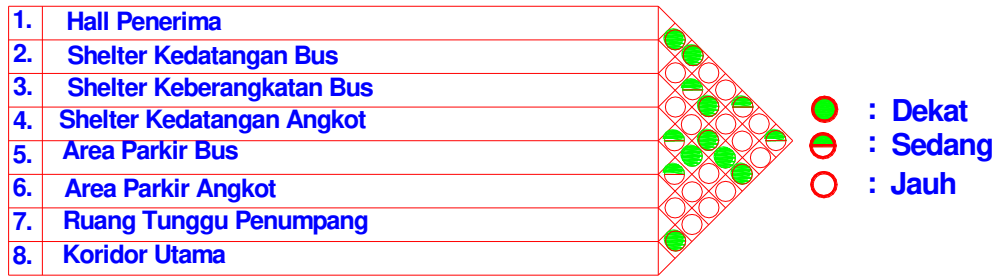 1. Hall Penerima
2. Shelter Kedatangan Bus
3. Shelter Keberangkatan Bus
4. Shelter Kedatangan Angkot
5. Area Parkir Bus
6. Area Parkir Angkot
7. Ruang Tunggu Penumpang
8. Koridor Utama
: Dekat
: Sedang
: Jauh